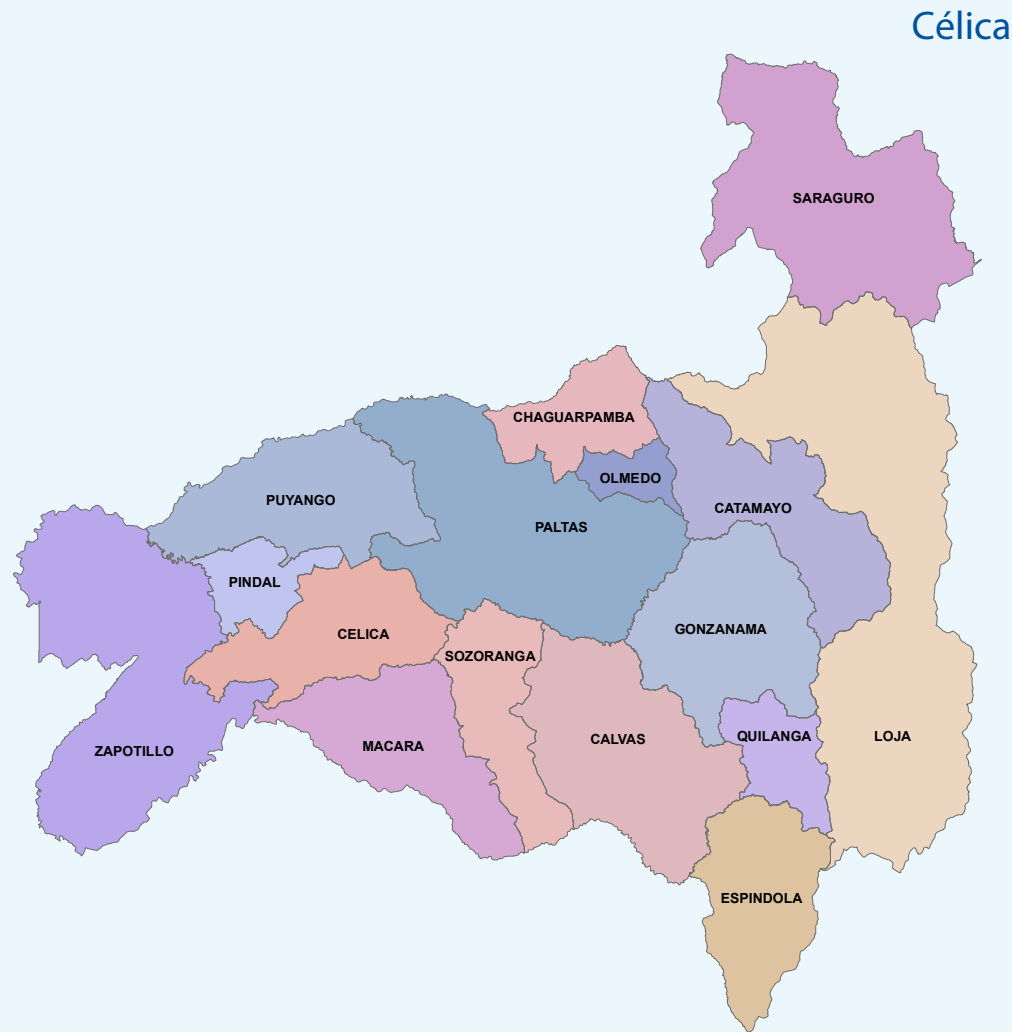 Célica
SARAGURO
CHAGUARPAMBA
OLMEDO
PUYANGO
CATAMAYO
PALTAS
PINDAL
GONZANAMA
CELICA
SOZORANGA
QUILANGA
LOJA
CALVAS
MACARA
ZAPOTILLO
ESPINDOLA